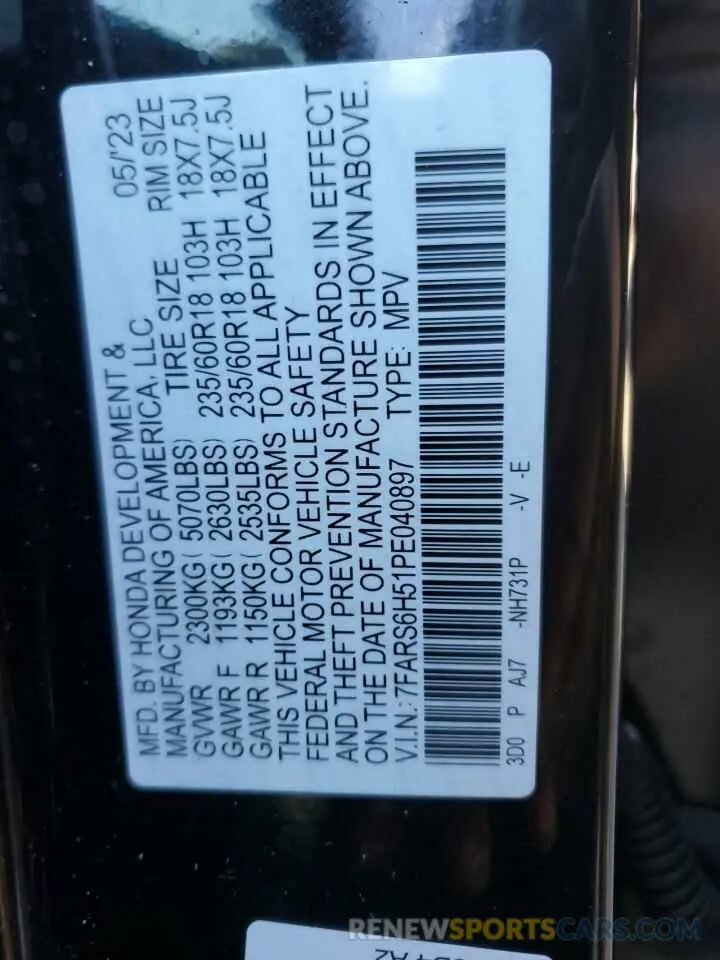 MFD. BY HONDA DEVELOPMENT &
MANUFACTURING OF AMERICA, LLC 05/'23
GVWR 2300KG( 5070LBS) TIRE SIZE RIM SIZE
GAWR F 1193KG( 2630LBS) 235/60R18 103H 18X7.5J
GAWR R 1150KG( 2535LBS) 235/60R18 103H 18X7.5J
THIS VEHICLE CONFORMS TO ALL APPLICABLE
FEDERAL MOTOR VEHICLE SAFETY
AND THEFT PREVENTION STANDARDS IN EFFECT
ON THE DATE OF MANUFACTURE SHOWN ABOVE.
V.I.N.: 7FARS6H51PE040897 TYPE: MPV
3D0 P AJ7 -NH731P -V -E
RENEWSPORTSCARS.COM